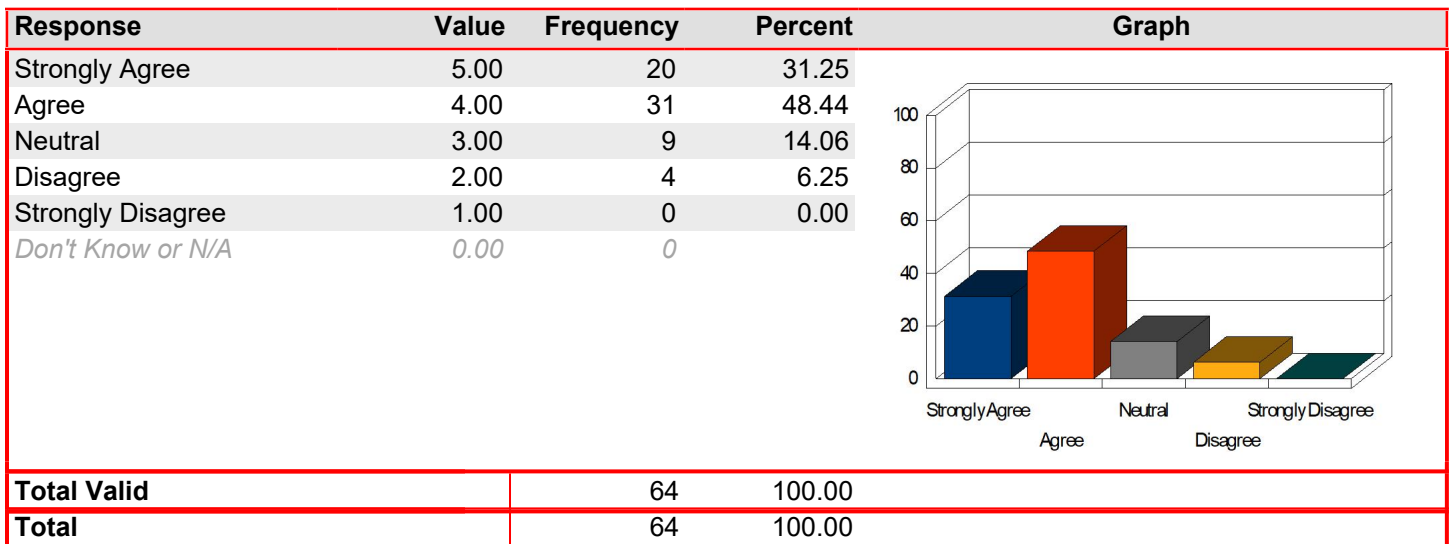 Response Value Frequency Percent Graph
Strongly Agree 5.00 20 31.25
Agree 4.00 31 48.44
Neutral 3.00 9 14.06
Disagree 2.00 4 6.25
Strongly Disagree 1.00 0 0.00
Don't Know or N/A 0.00 0
100
80
60
40
20
0
Strongly Agree Neutral Strongly Disagree
Agree Disagree
Total Valid 64 100.00
Total 64 100.00